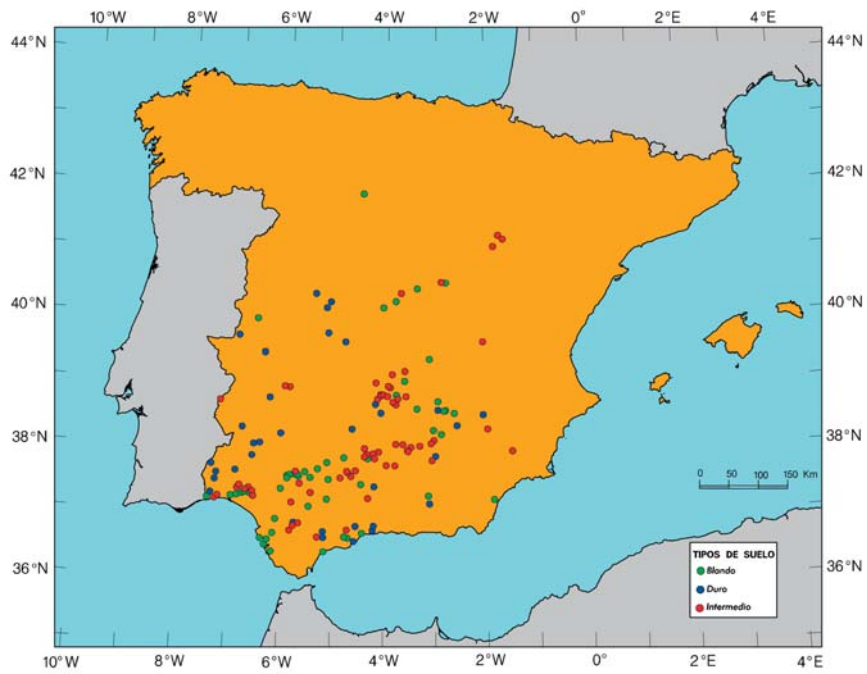 8°W 6°W 4°W 2°W 0° 2°E 4°E
44°N 44°N
42°N 42°N
40°N 40°N
38°N 38°N
36°N 36°N
0 50 100 150 Km
TIPOS DE SUELO
Blando
Duro
Intermedio
10°W 8°W 6°W 4°W 2°W 0° 2°E 4°E